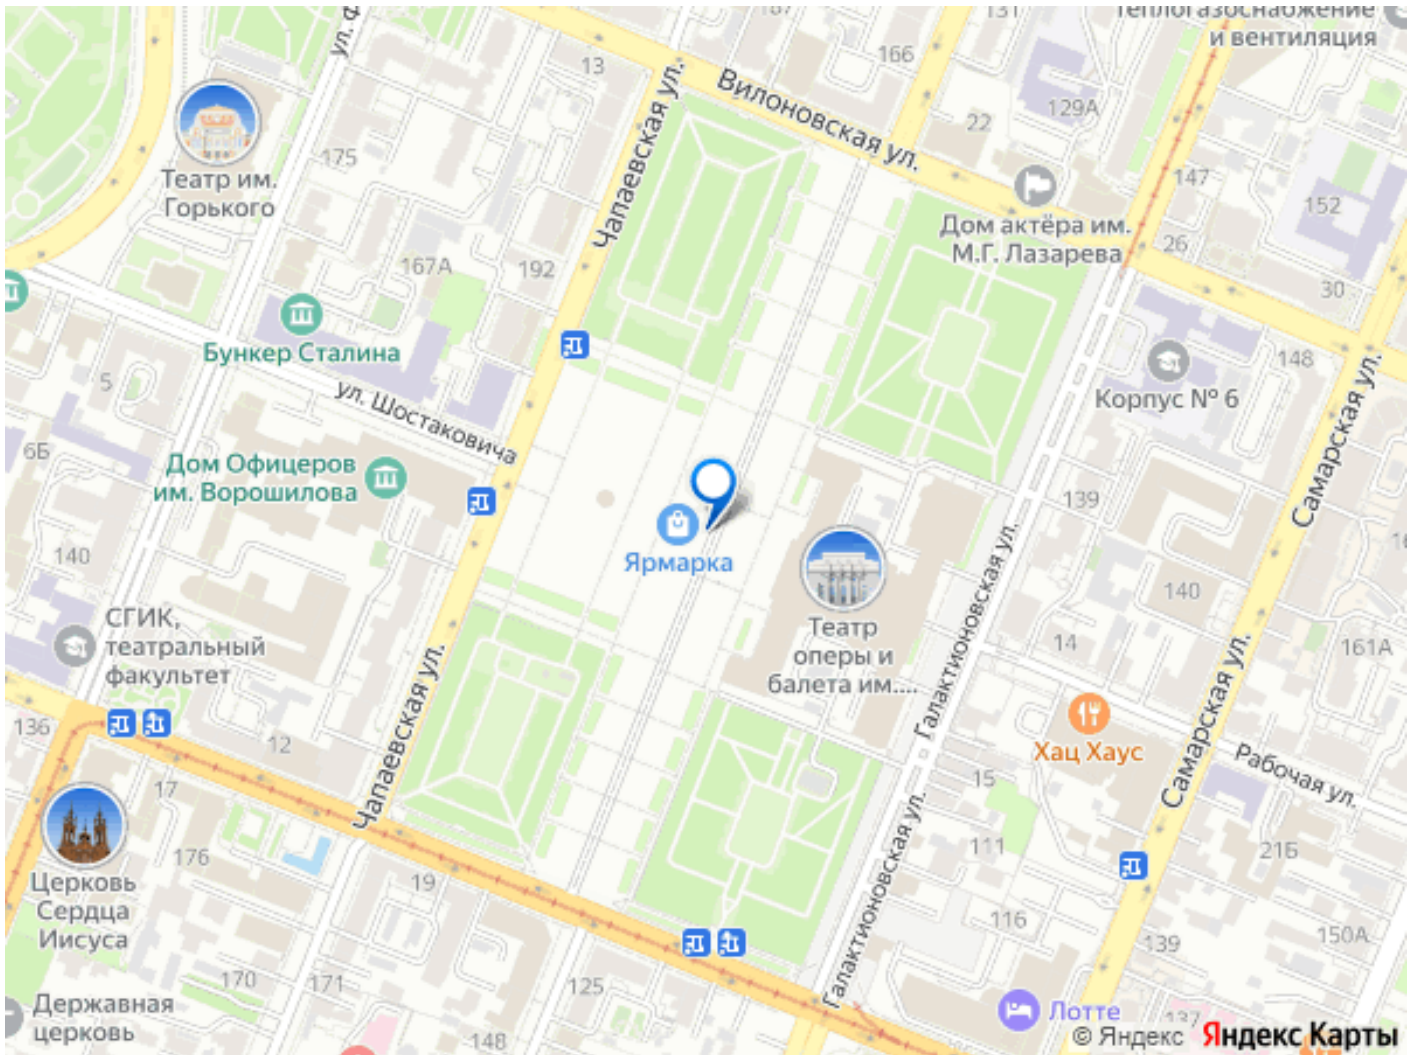 131
Теплогазоснабжение
и вентиляция
166
13
Вилоновская ул.
Чапаевская ул.
129А
22
175
Театр им.
Горького
147
152
Дом актёра им.
М.Г. Лазарева
26
167А
192
30
Бункер Сталина
148
5
ул. Шостаковича
Корпус № 6
Самарская ул.
6Б
Дом Офицеров
им. Ворошилова
139
Ярмарка
140
Галактионовская ул.
140
СГИК,
театральный
факультет
Театр
оперы и
балета им....
14
161А
Чапаевская ул.
Самарская ул.
136
12
Хац Хаус
Рабочая ул.
17
15
176
111
21Б
Галактионовская ул.
Церковь
Сердца
Иисуса
19
116
139
150А
170
171
125
Державная
церковь
148
Лотте
137
© Яндекс Яндекс Карты